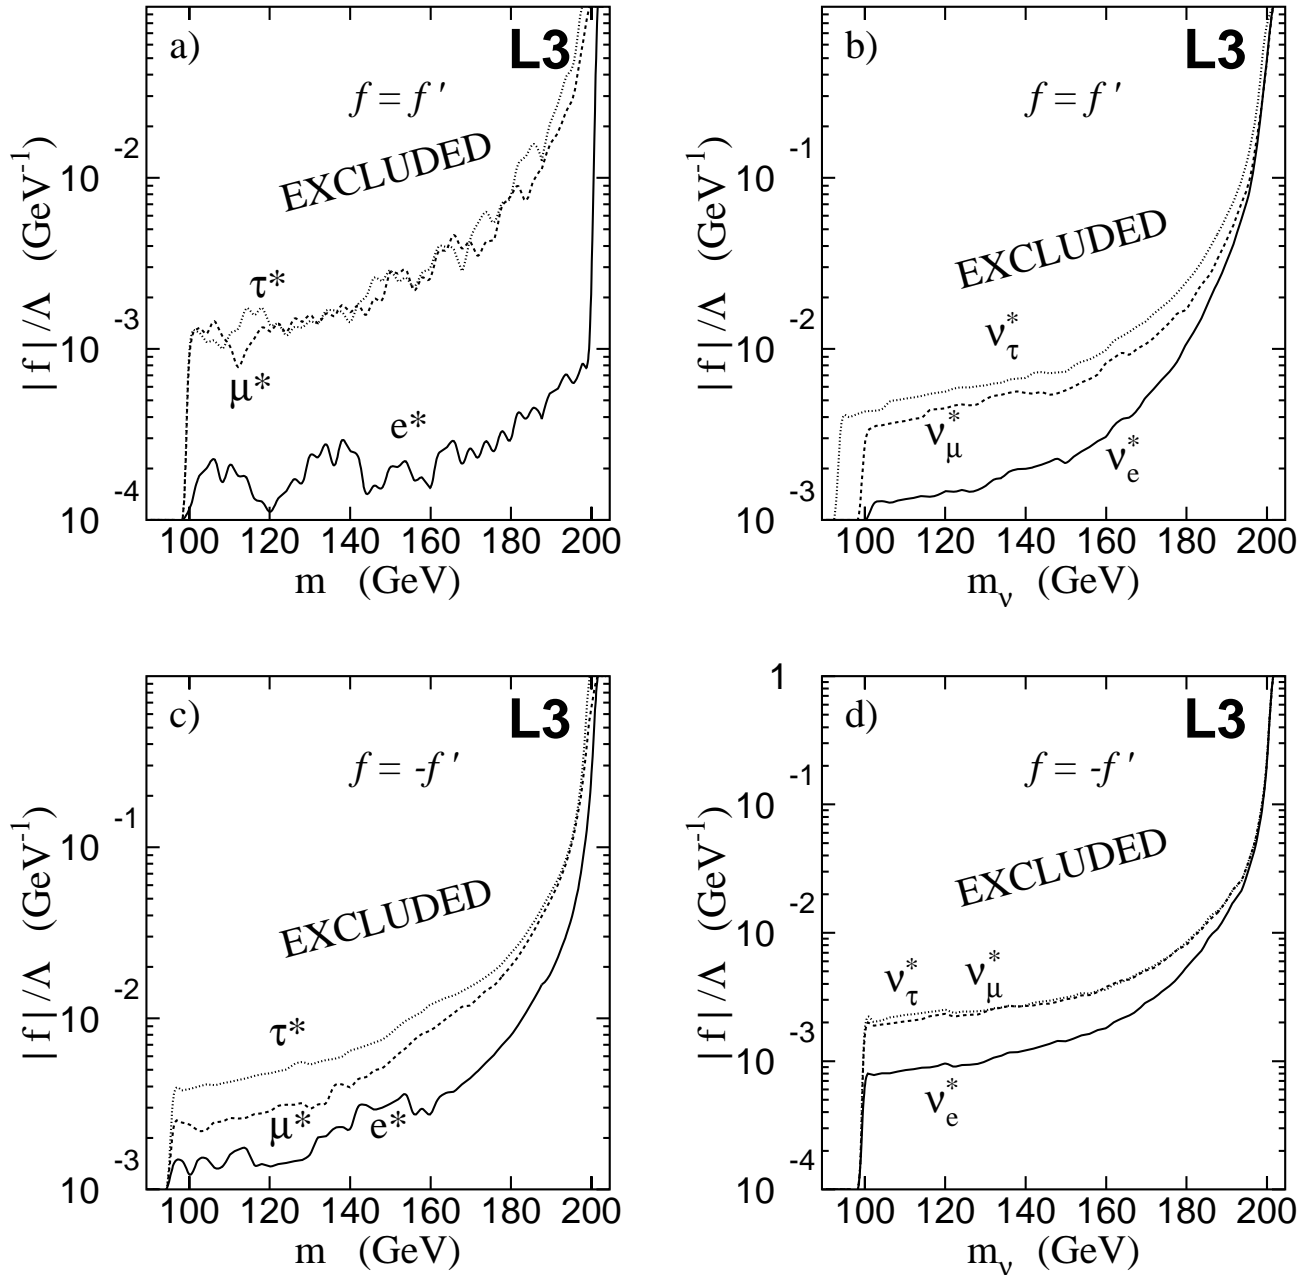 a)
L3
f = f ′
EXCLUDED
τ*
μ*
e*
10⁻²
10⁻³
10⁻⁴
|f|/Λ (GeV⁻¹)
100 120 140 160 180 200
m (GeV)
b)
L3
f = f ′
EXCLUDED
ν*τ
ν*μ
ν*e
10⁻¹
10⁻²
10⁻³
|f|/Λ (GeV⁻¹)
100 120 140 160 180 200
mν (GeV)
c)
L3
f = -f ′
EXCLUDED
τ*
μ*
e*
10⁻¹
10⁻²
10⁻³
|f|/Λ (GeV⁻¹)
100 120 140 160 180 200
m (GeV)
d)
L3
f = -f ′
EXCLUDED
ν*τ
ν*μ
ν*e
1
10⁻¹
10⁻²
10⁻³
10⁻⁴
|f|/Λ (GeV⁻¹)
100 120 140 160 180 200
mν (GeV)